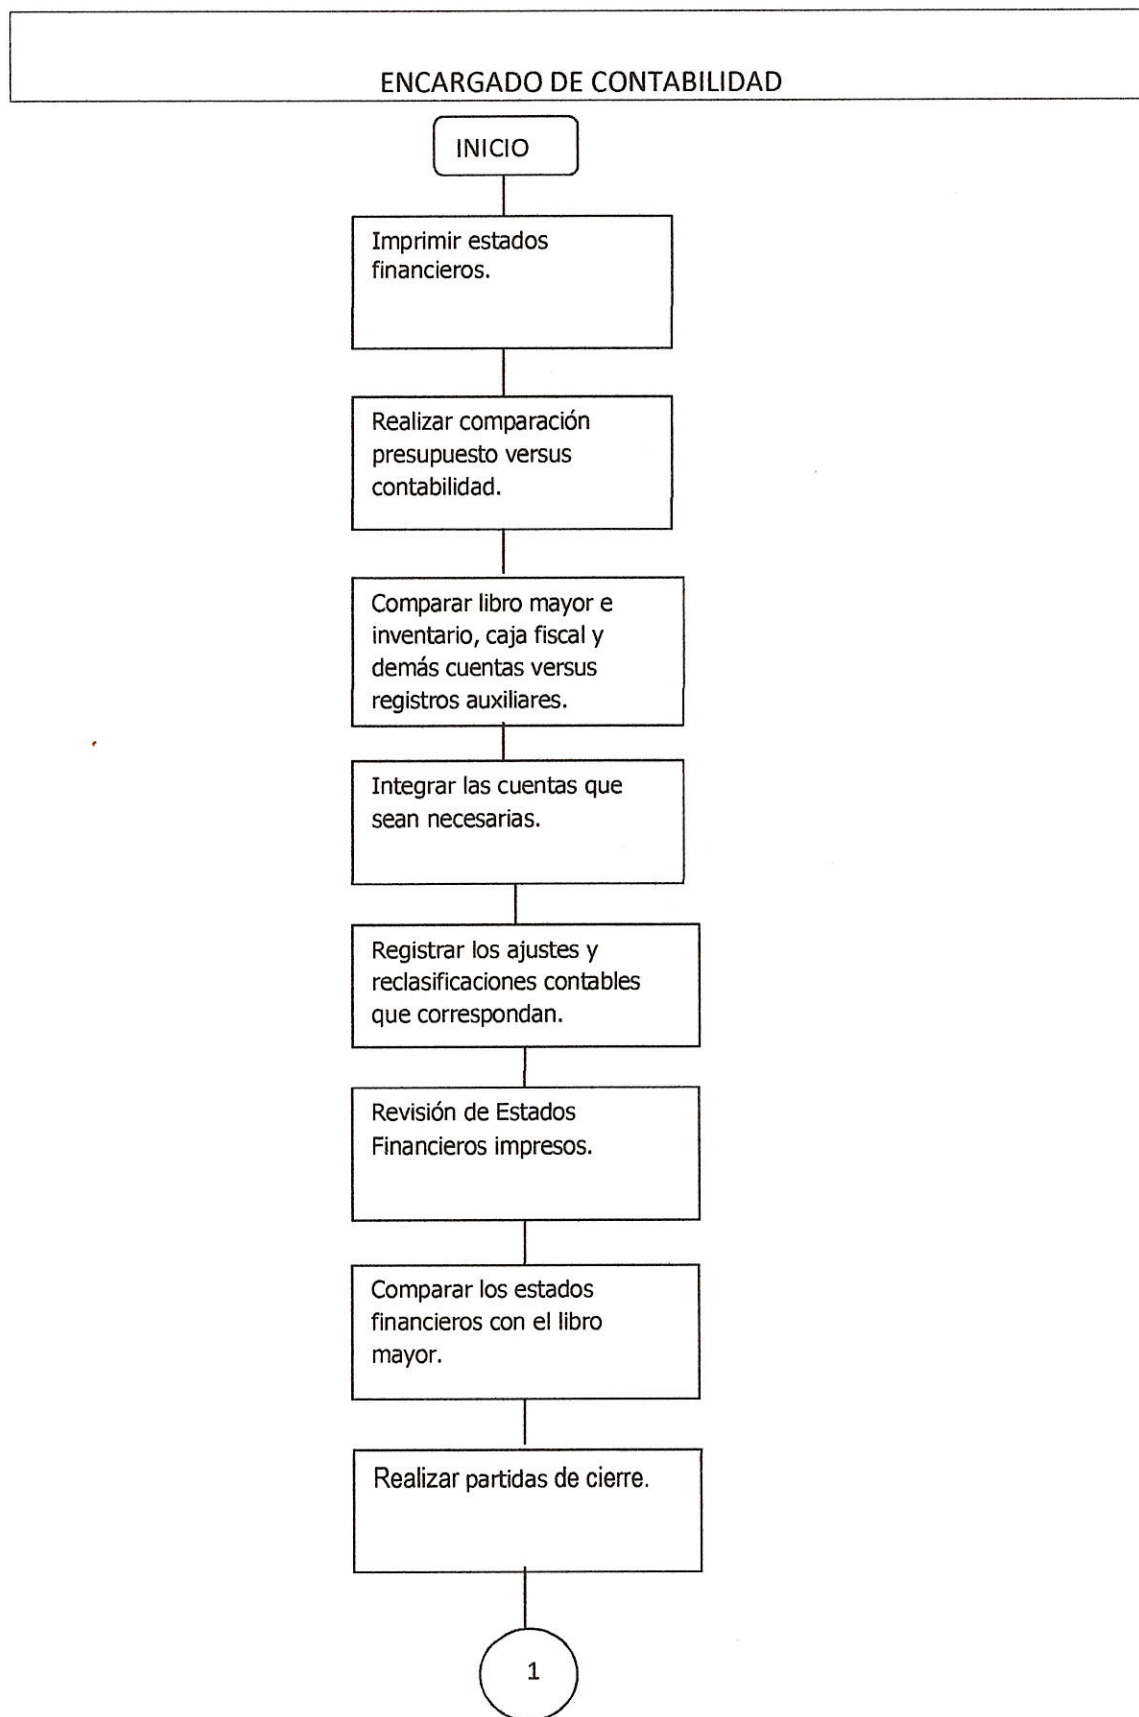 ENCARGADO DE CONTABILIDAD
INICIO
Imprimir estados
financieros.
Realizar comparación
presupuesto versus
contabilidad.
Comparar libro mayor e
inventario, caja fiscal y
demás cuentas versus
registros auxiliares.
Integrar las cuentas que
sean necesarias.
Registrar los ajustes y
reclasificaciones contables
que correspondan.
Revisión de Estados
Financieros impresos.
Comparar los estados
financieros con el libro
mayor.
Realizar partidas de cierre.
1